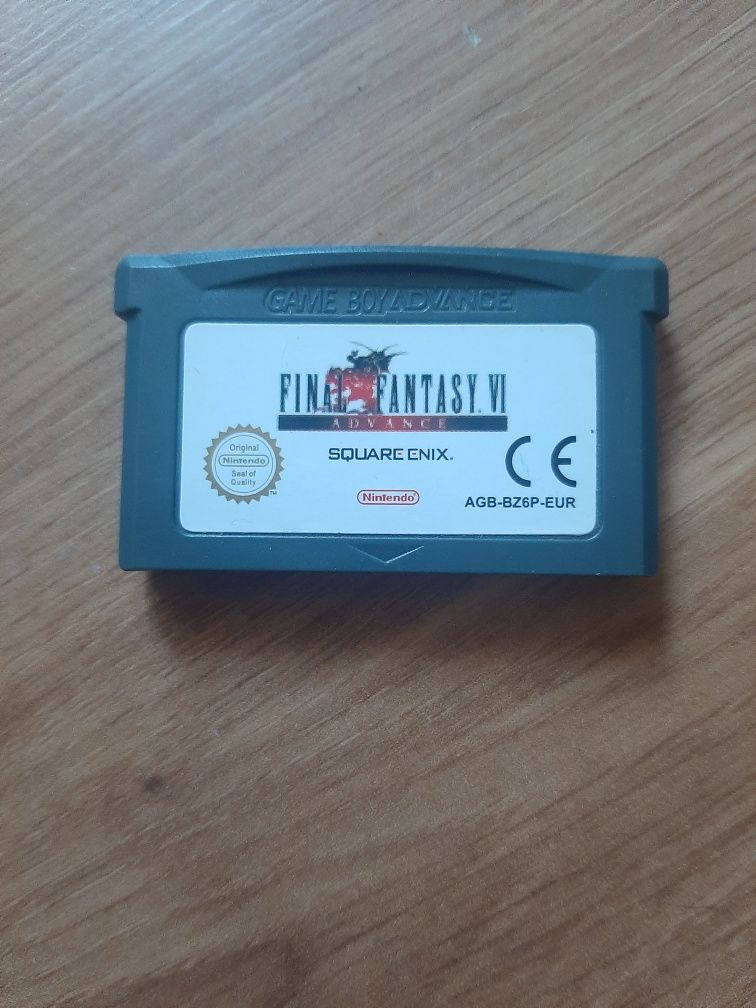 GAME BOY ADVANCE
FINAL FANTASY VI
ADVANCE
SQUARE ENIX.
Original
Nintendo
Seal of
Quality
TM
CE
Nintendo®
AGB-BZ6P-EUR